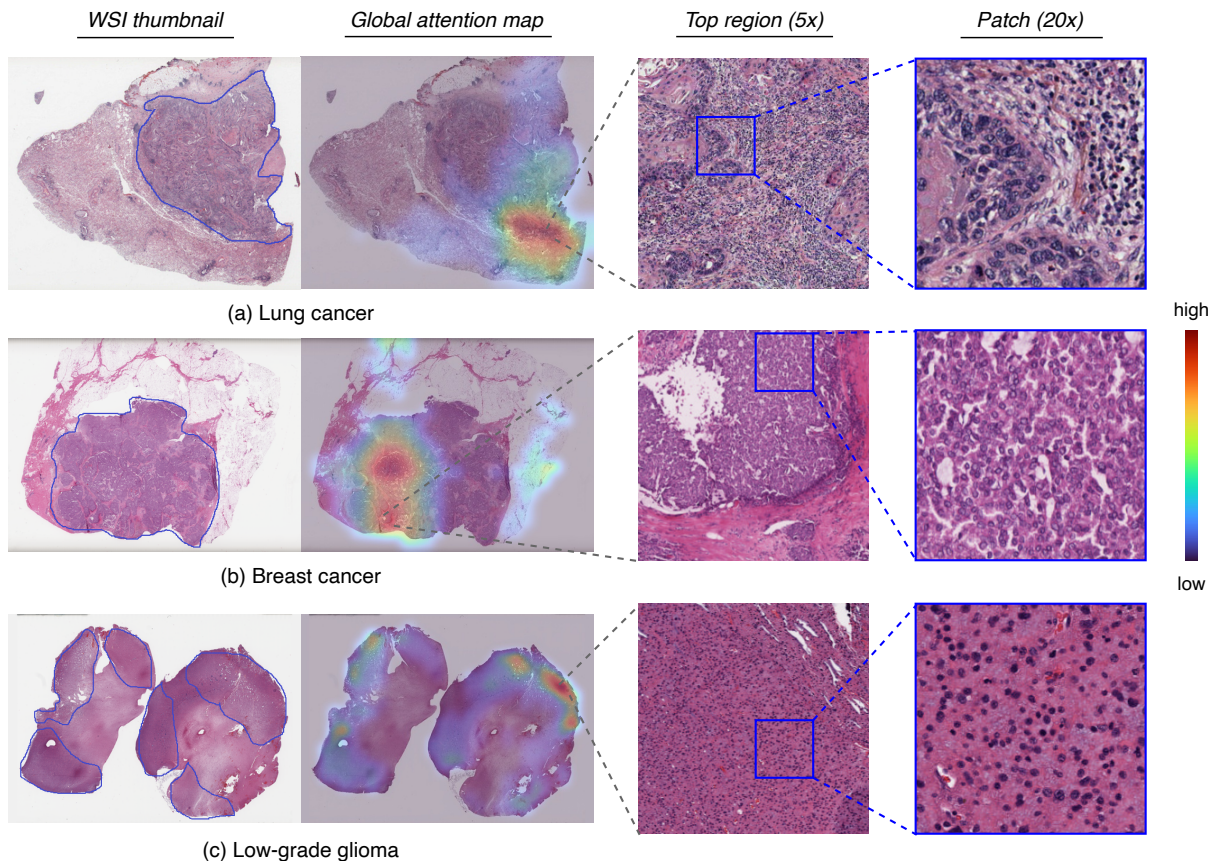 WSI thumbnail
Global attention map
Top region (5x)
Patch (20x)
(a) Lung cancer
high
(b) Breast cancer
low
(c) Low-grade glioma